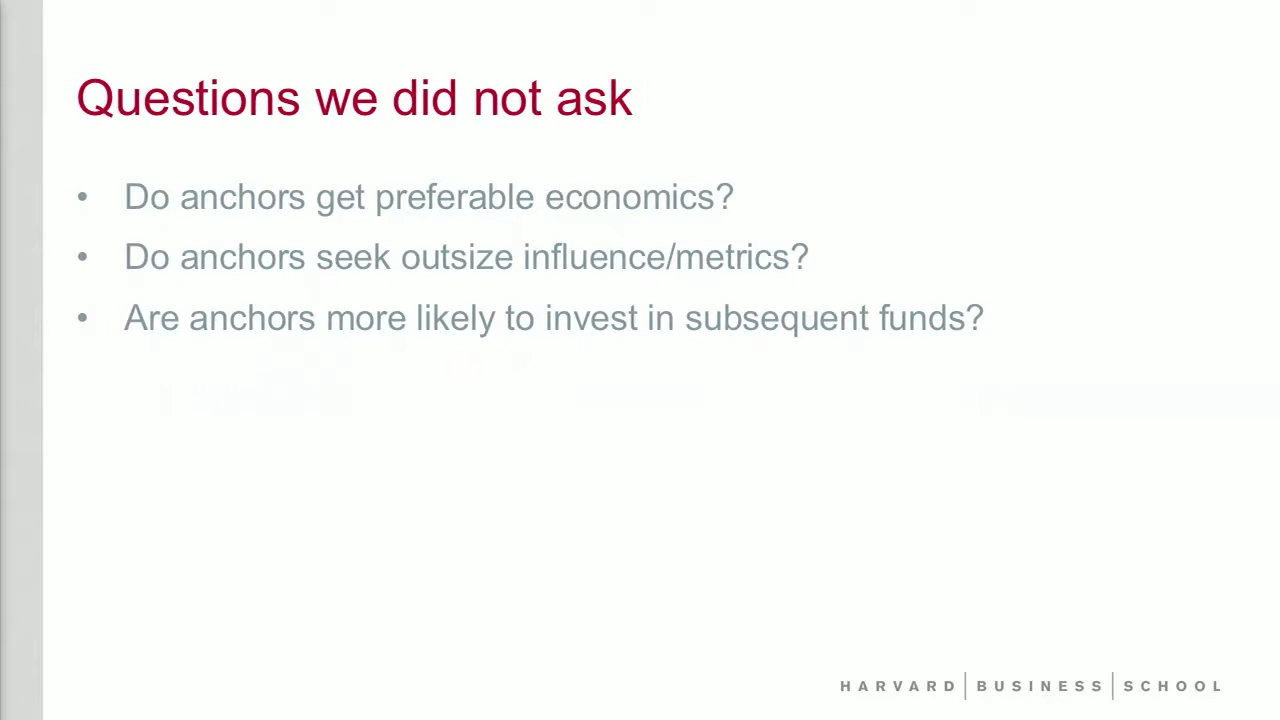 Questions we did not ask
• Do anchors get preferable economics?
• Do anchors seek outsize influence/metrics?
• Are anchors more likely to invest in subsequent funds?
HARVARD | BUSINESS | SCHOOL